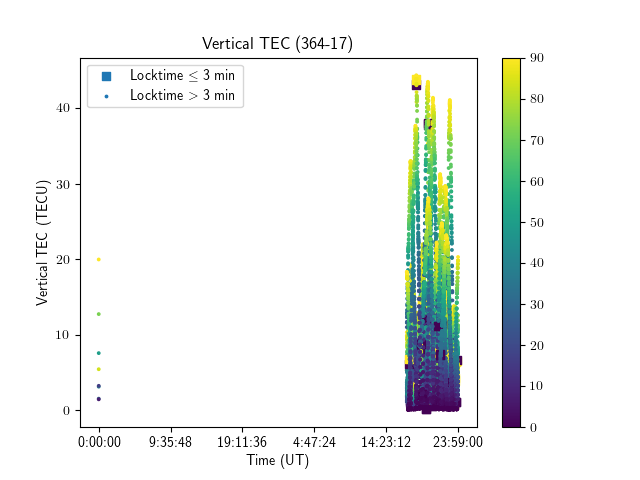 Vertical TEC (364-17)
Locktime ≤ 3 min
Locktime > 3 min
Vertical TEC (TECU)
40
30
20
10
0
0:00:00 9:35:48 19:11:36 4:47:24 14:23:12 23:59:00
Time (UT)
90
80
70
60
50
40
30
20
10
0